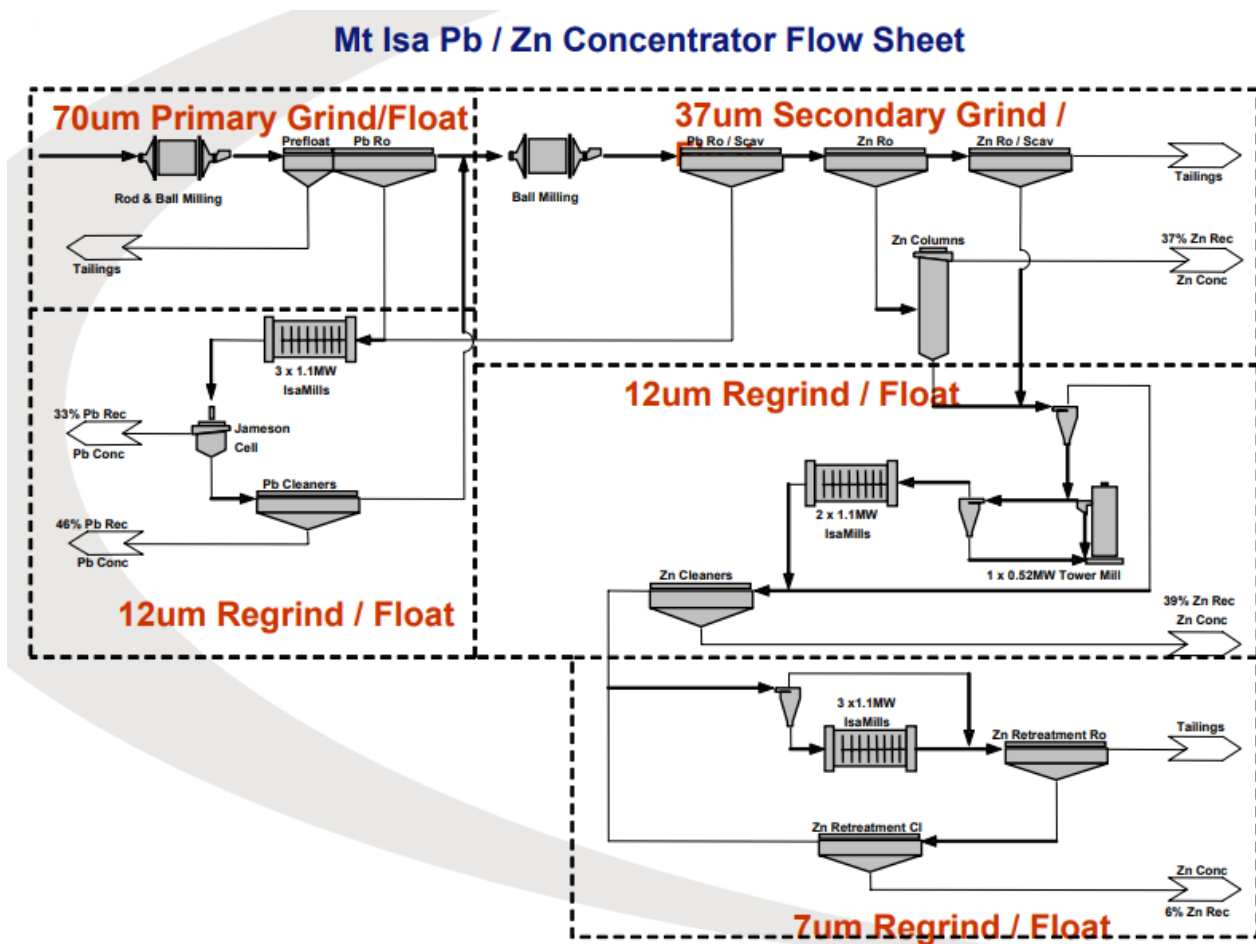 Mt Isa Pb / Zn Concentrator Flow Sheet
70um Primary Grind/Float
37um Secondary Grind /
Prefloat
Pb Ro
Pb Ro / Scav
Zn Ro
Zn Ro / Scav
Rod & Ball Milling
Ball Milling
Tailings
Tailings
Zn Columns
37% Zn Rec
Zn Conc
3 x 1.1MW
IsaMills
12um Regrind / Float
33% Pb Rec
Pb Conc
Jameson
Cell
Pb Cleaners
46% Pb Rec
Pb Conc
12um Regrind / Float
2 x 1.1MW
IsaMills
1 x 0.52MW Tower Mill
Zn Cleaners
39% Zn Rec
Zn Conc
3 x1.1MW
IsaMills
Zn Retreatment Ro
Tailings
Zn Retreatment Cl
Zn Conc
6% Zn Rec
7um Regrind / Float